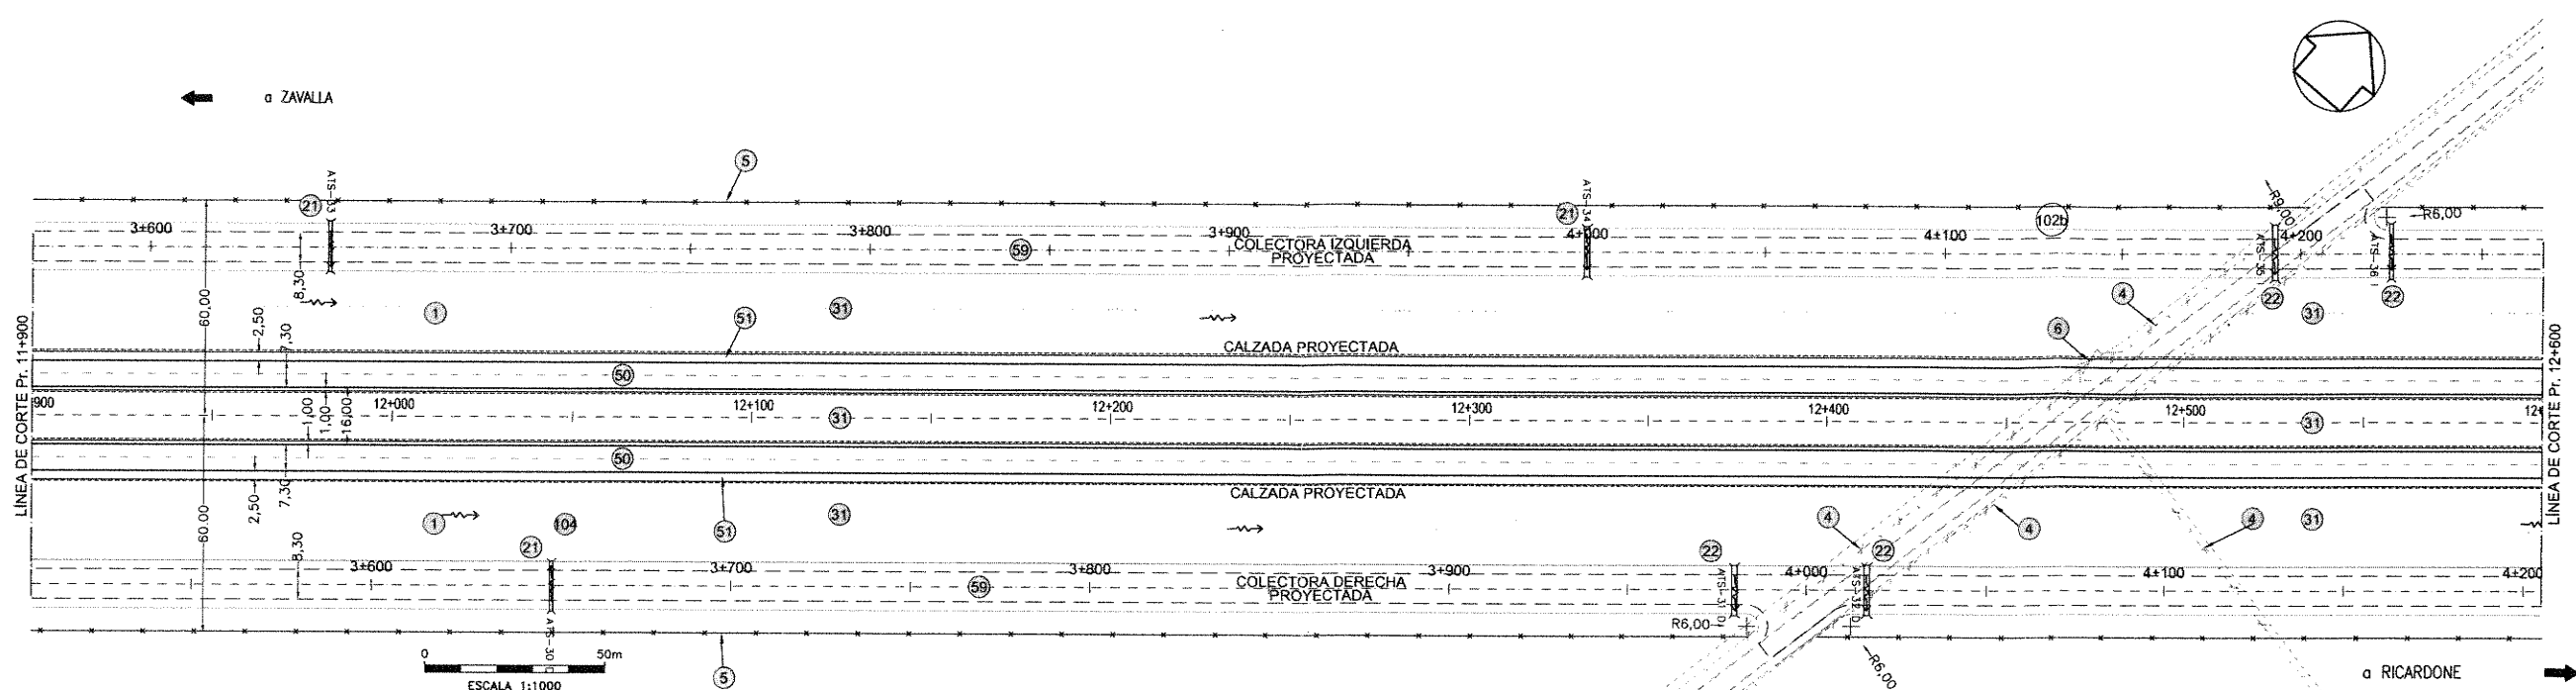 a ZAVALLA
5
ATS-33 I
21
ATS-34 I
21
102b
R9,00
R6,00
3+600
3+700
3+800
3+900
4+000
4+100
4+200
COLECTORA IZQUIERDA
PROYECTADA
59
ATS-35 I
ATS-36 I
8,30
60,00
1
31
51
4
22
22
31
6
2,50
7,30
CALZADA PROYECTADA
50
LÍNEA DE CORTE Pr. 11+900
LÍNEA DE CORTE Pr. 12+600
900
12+000
12+100
12+200
12+300
12+400
12+500
1,00
1,00
16,00
31
31
50
2,50
7,30
60.00
CALZADA PROYECTADA
1
104
31
51
4
4
4
31
21
22
22
8,30
3+600
3+700
3+800
3+900
4+000
4+100
4+200
COLECTORA DERECHA
PROYECTADA
59
ATS-30 D
ATS-31 D
ATS-32 D
R6,00
R6,00
0
50m
ESCALA 1:1000
5
a RICARDONE